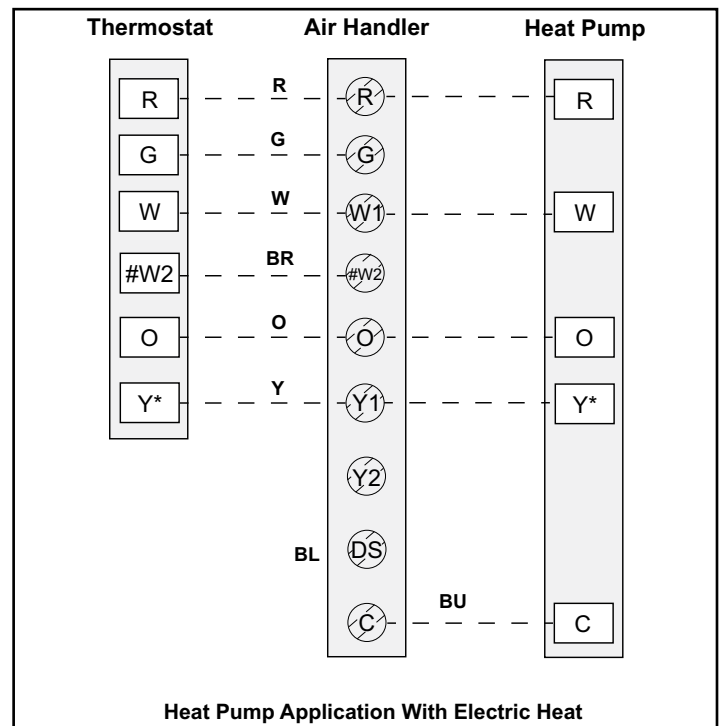 Thermostat Air Handler Heat Pump
R R R R
G G G
W W W1 W
#W2 BR #W2
O O O O
Y* Y Y1 Y*
Y2
BL DS
C BU C
Heat Pump Application With Electric Heat